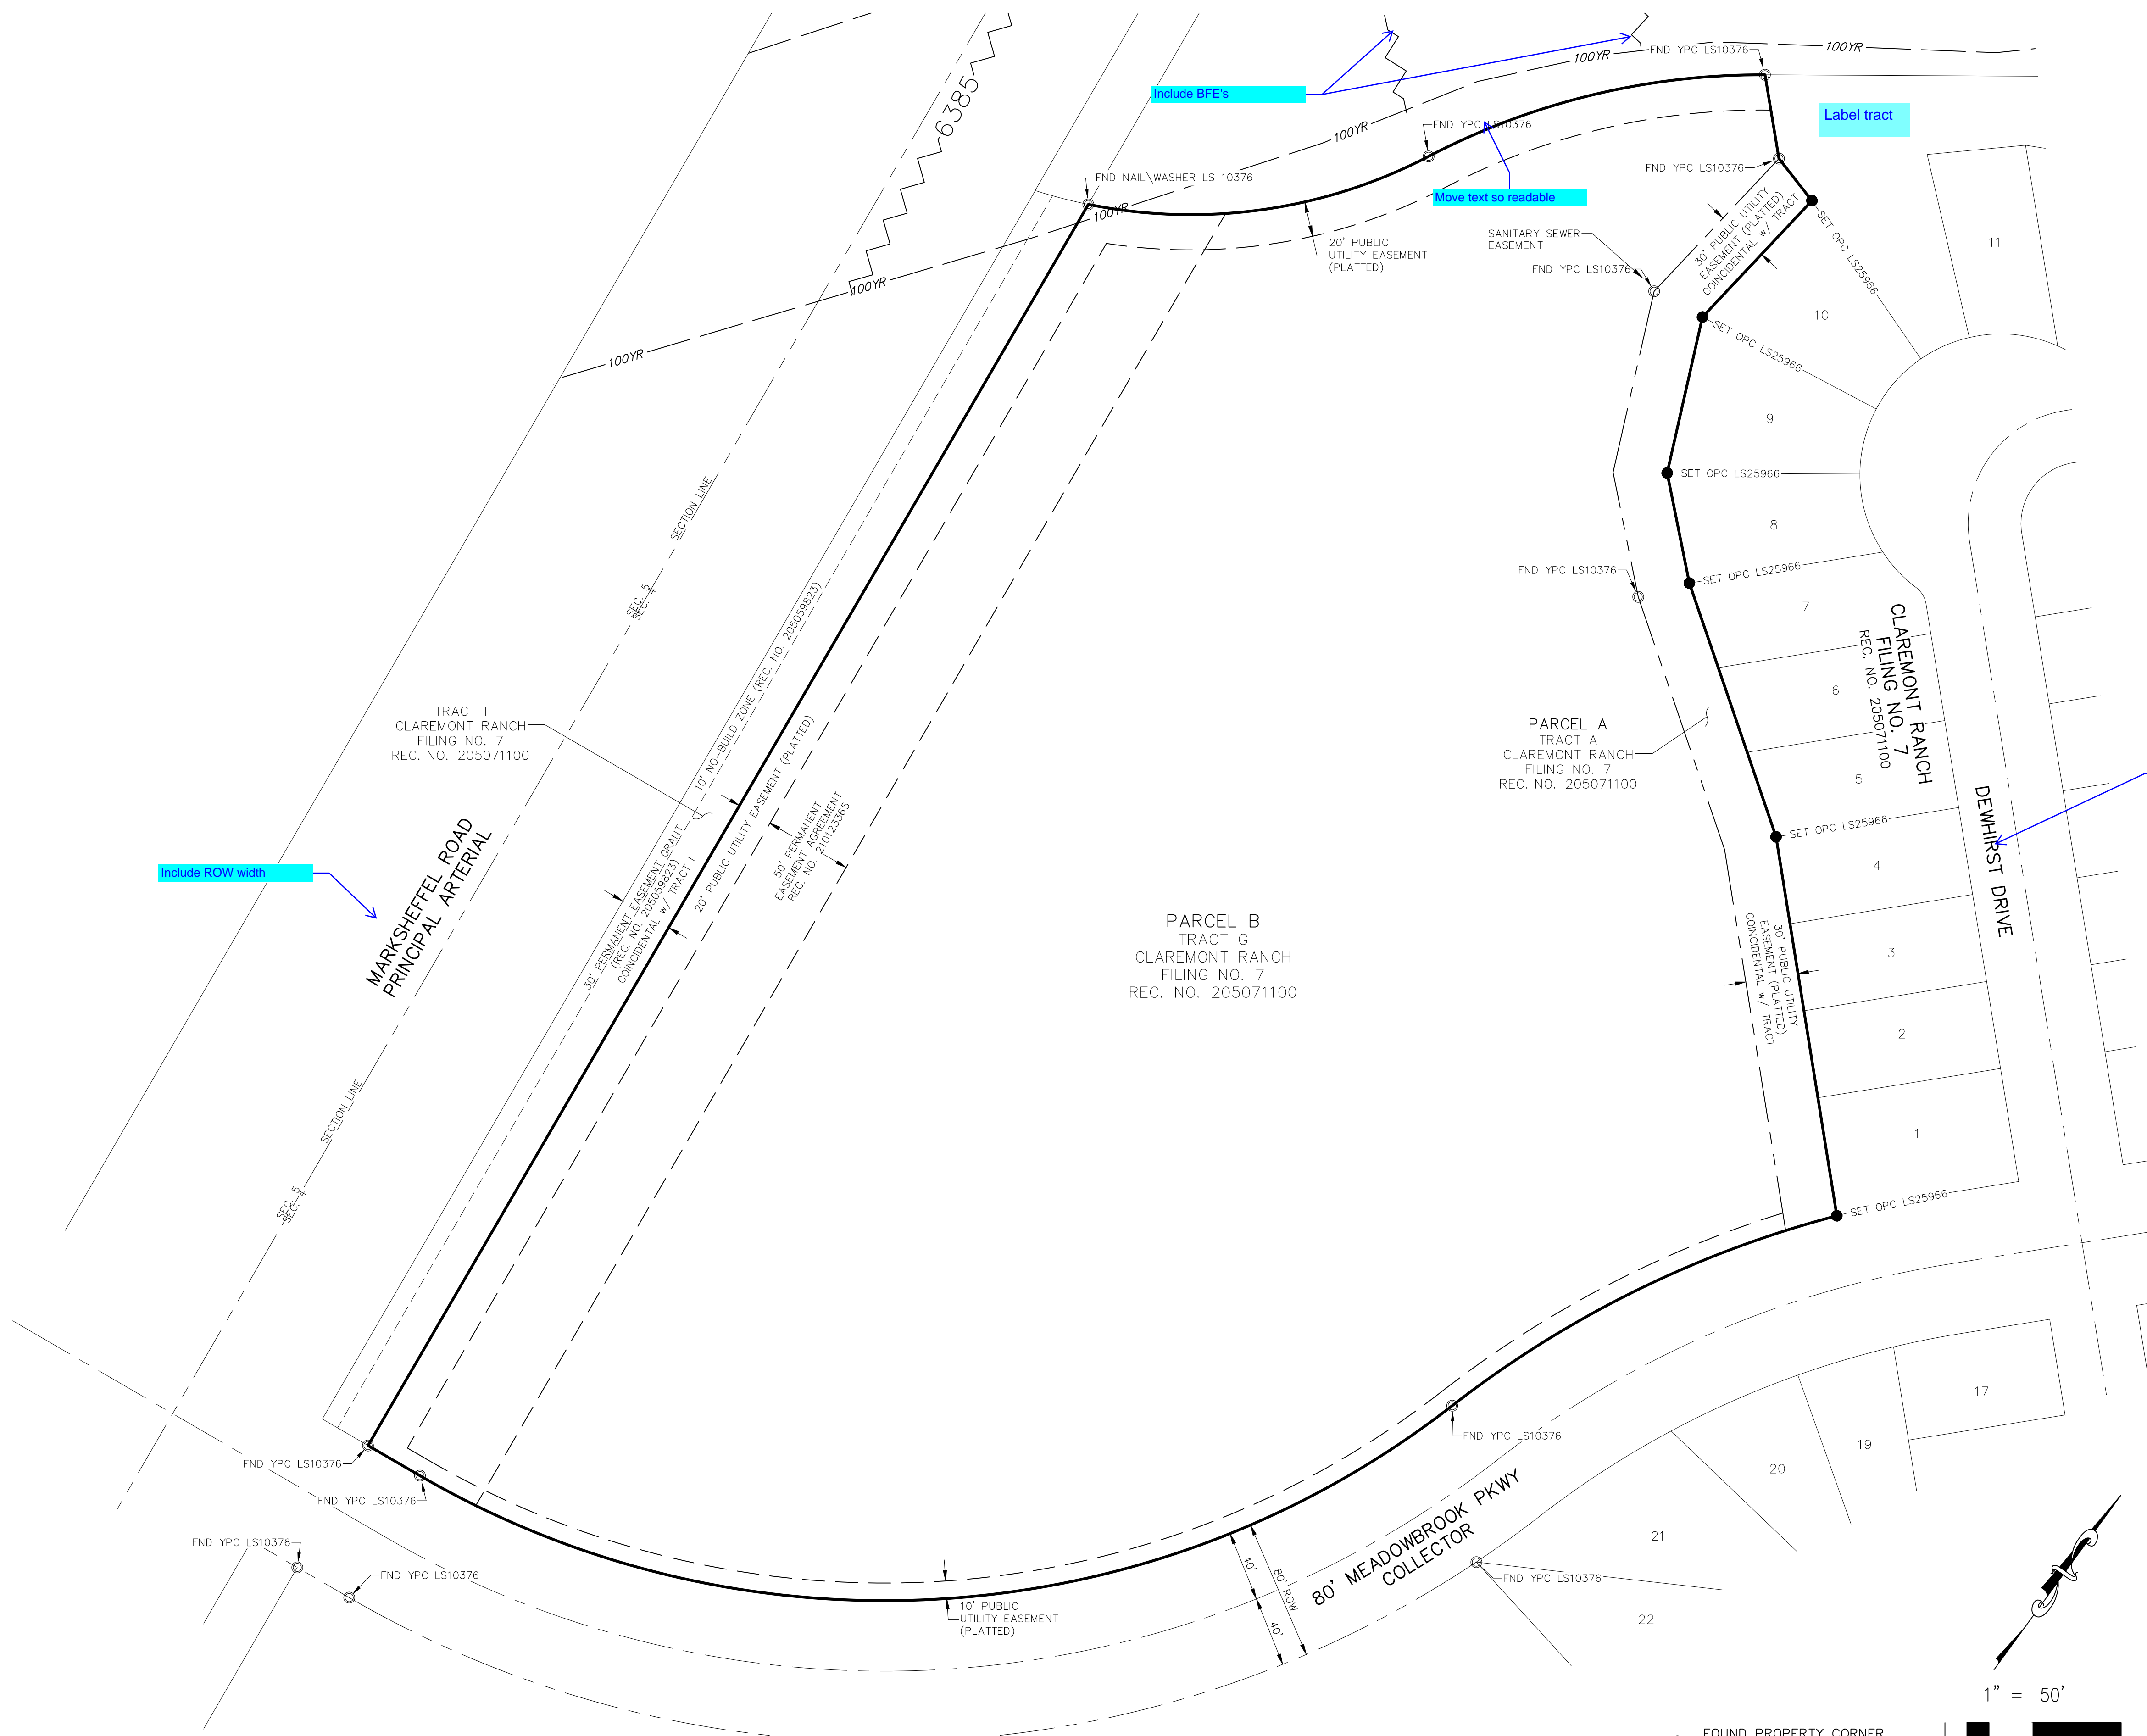 6385
100YR
FND YPC LS10376
100YR
Include BFE's
Label tract
FND YPC LS10376
100YR
FND YPC LS10376
FND NAIL\WASHER LS 10376
Move text so readable
100YR
30' PUBLIC UTILITY
EASEMENT (PLATTED)
COINCIDENTAL w/ TRACT
SET OPC LS25966
SANITARY SEWER
EASEMENT
20' PUBLIC
UTILITY EASEMENT
(PLATTED)
11
FND YPC LS10376
100YR
10
SET OPC LS25966
100YR
9
SET OPC LS25966
SECTION LINE
8
FND YPC LS10376
SET OPC LS25966
SEC. 5
SEC. 4
7
10' NO-BUILD ZONE (REC. NO. 205059823)
CLAREMONT RANCH
FILING NO. 7
REC. NO. 205071100
6
TRACT I
CLAREMONT RANCH
FILING NO. 7
REC. NO. 205071100
PARCEL A
TRACT A
CLAREMONT RANCH
FILING NO. 7
REC. NO. 205071100
5
20' PUBLIC UTILITY EASEMENT (PLATTED)
50' PERMANENT
EASEMENT AGREEMENT
REC. NO. 210123365
SET OPC LS25966
DEWHIRST DRIVE
4
Include ROW width
MARKSHEFFEL ROAD
PRINCIPAL ARTERIAL
30' PERMANENT EASEMENT GRANT
(REC. NO. 205059823)
COINCIDENTAL w/ TRACT I
PARCEL B
TRACT G
CLAREMONT RANCH
FILING NO. 7
REC. NO. 205071100
30' PUBLIC UTILITY
EASEMENT (PLATTED)
COINCIDENTAL w/ TRACT
3
2
SECTION LINE
1
SEC. 5
SEC. 4
SET OPC LS25966
17
FND YPC LS10376
19
FND YPC LS10376
20
FND YPC LS10376
80' MEADOWBROOK PKWY
COLLECTOR
21
FND YPC LS10376
FND YPC LS10376
40'
80' ROW
40'
FND YPC LS10376
22
10' PUBLIC
UTILITY EASEMENT
(PLATTED)
1" = 50'
FOUND PROPERTY CORNER